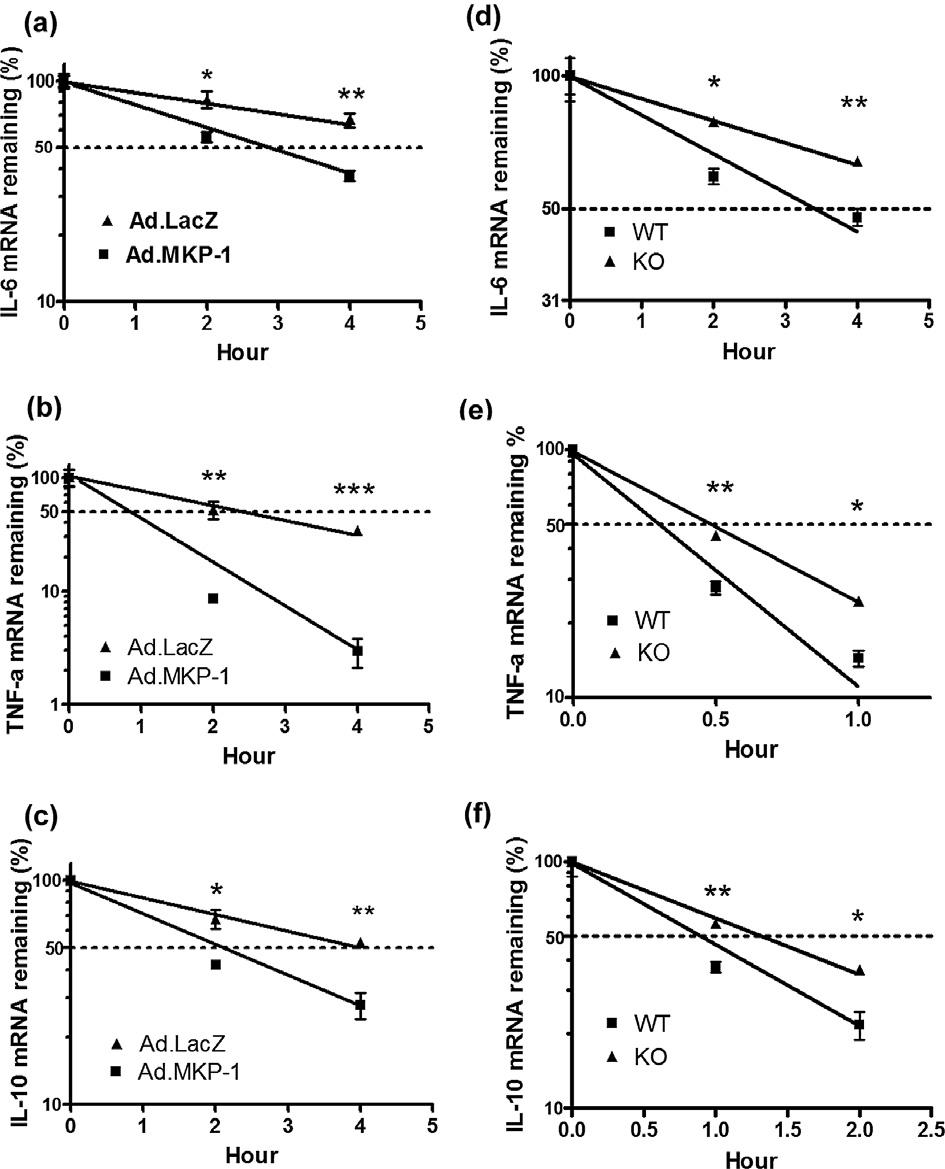 (a)
IL-6 mRNA remaining (%)
100
50
10
*
**
Ad.LacZ
Ad.MKP-1
0 1 2 3 4 5
Hour
(d)
IL-6 mRNA remaining (%)
100
50
31
*
**
WT
KO
0 1 2 3 4 5
Hour
(b)
TNF-a mRNA remaining (%)
100
50
10
1
**
***
Ad.LacZ
Ad.MKP-1
0 1 2 3 4 5
Hour
(e)
TNF-a mRNA remaining %
100
50
10
**
*
WT
KO
0.0 0.5 1.0
Hour
(c)
IL-10 mRNA remaining (%)
100
50
10
*
**
Ad.LacZ
Ad.MKP-1
0 1 2 3 4 5
Hour
(f)
IL-10 mRNA remaining (%)
100
50
10
**
*
WT
KO
0.0 0.5 1.0 1.5 2.0 2.5
Hour